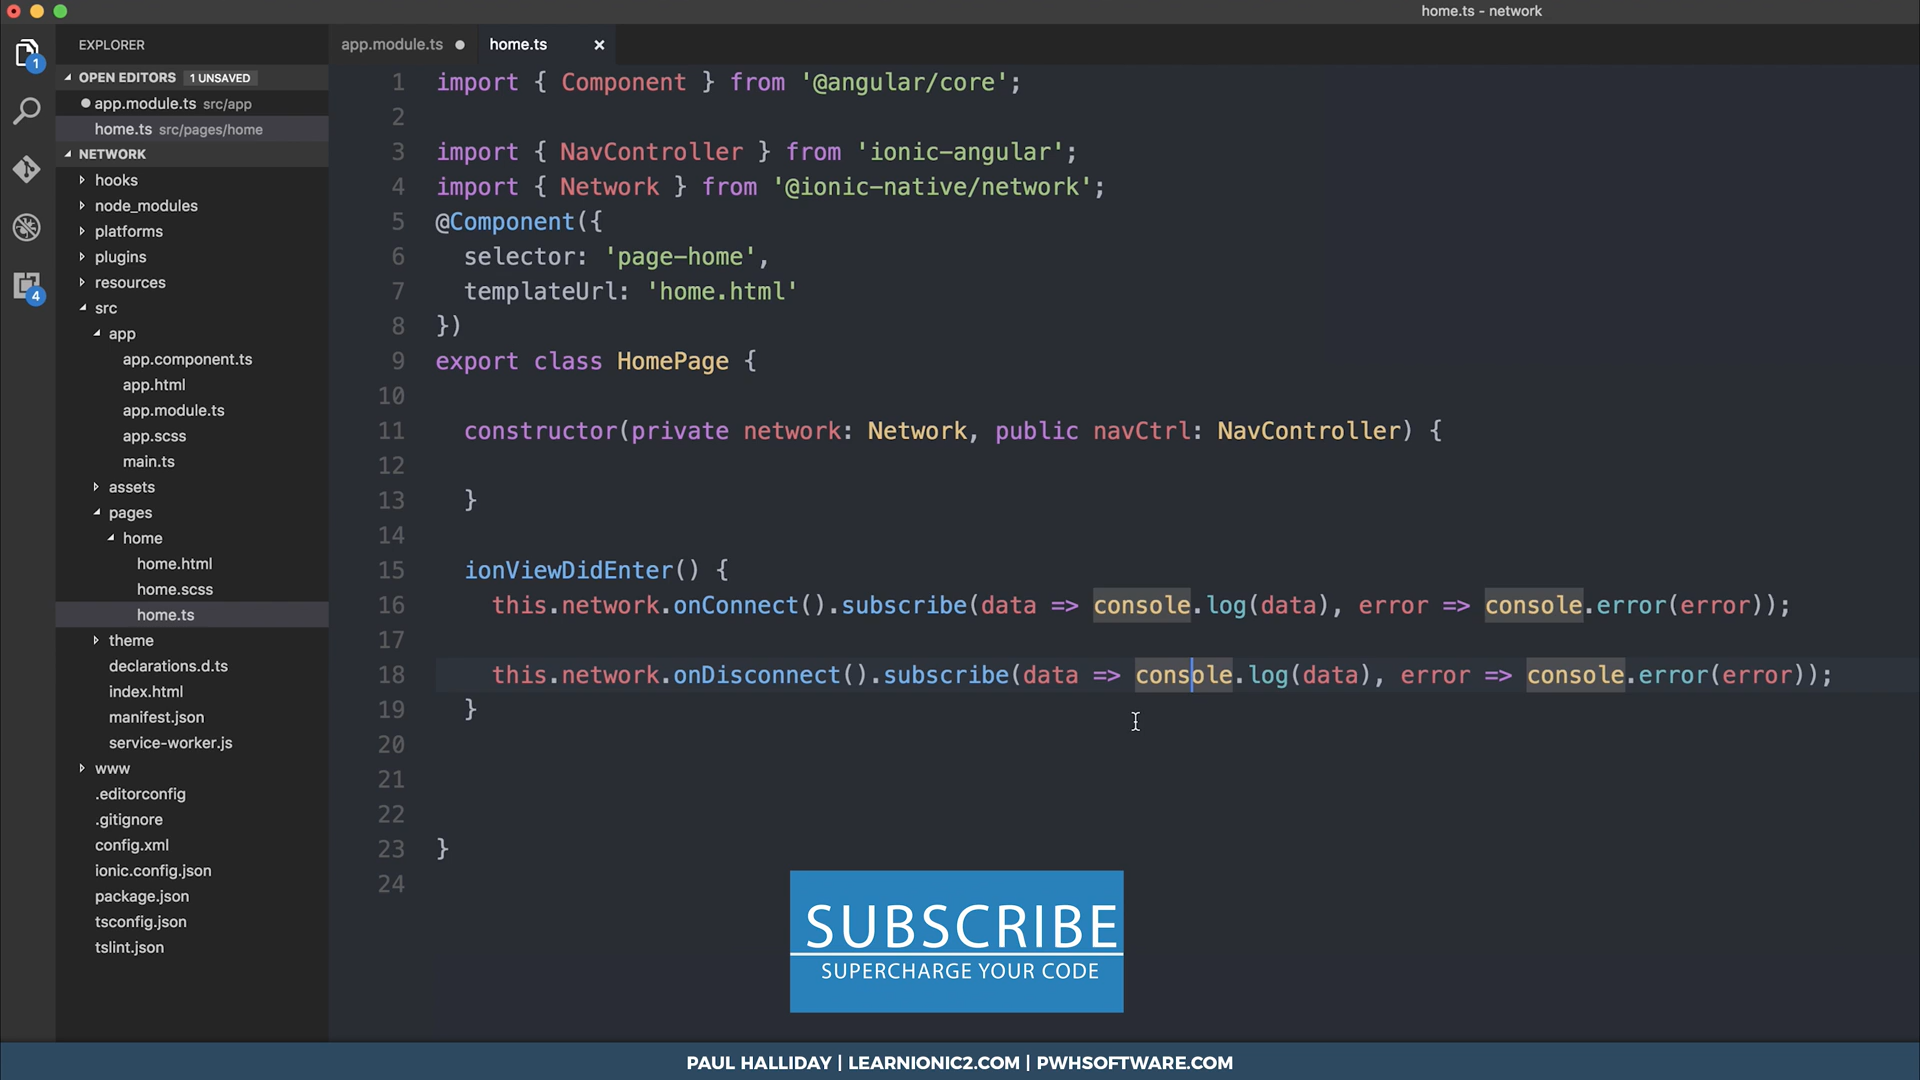 home.ts - network
EXPLORER
OPEN EDITORS 1 UNSAVED
app.module.ts src/app
home.ts src/pages/home
NETWORK
hooks
node_modules
platforms
plugins
resources
src
app
app.component.ts
app.html
app.module.ts
app.scss
main.ts
assets
pages
home
home.html
home.scss
home.ts
theme
declarations.d.ts
index.html
manifest.json
service-worker.js
www
.editorconfig
.gitignore
config.xml
ionic.config.json
package.json
tsconfig.json
tslint.json
1
4
app.module.ts
home.ts
1 import { Component } from '@angular/core';
2
3 import { NavController } from 'ionic-angular';
4 import { Network } from '@ionic-native/network';
5 @Component({
6 selector: 'page-home',
7 templateUrl: 'home.html'
8 })
9 export class HomePage {
10
11 constructor(private network: Network, public navCtrl: NavController) {
12
13 }
14
15 ionViewDidEnter() {
16 this.network.onConnect().subscribe(data => console.log(data), error => console.error(error));
17
18 this.network.onDisconnect().subscribe(data => console.log(data), error => console.error(error));
19 }
20
21
22
23 }
24
SUBSCRIBE
SUPERCHARGE YOUR CODE
PAUL HALLIDAY | LEARNIONIC2.COM | PWHSOFTWARE.COM